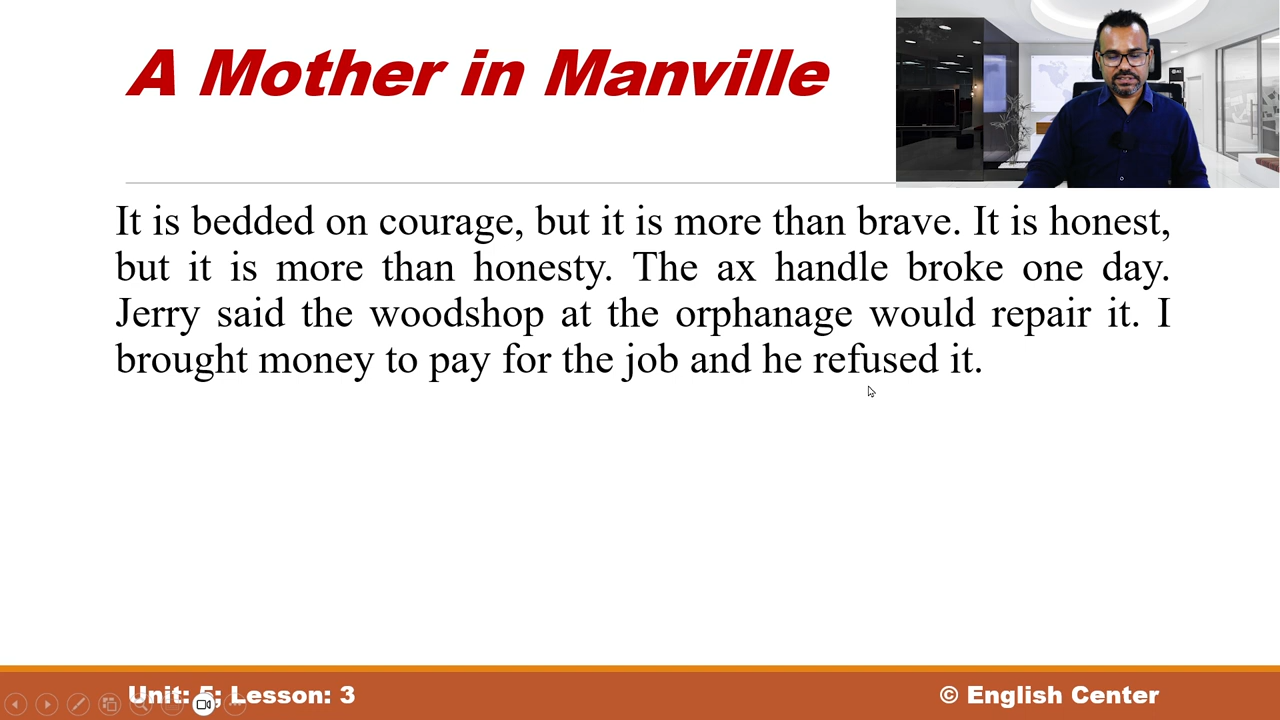 A Mother in Manville
It is bedded on courage, but it is more than brave. It is honest,
but it is more than honesty. The ax handle broke one day.
Jerry said the woodshop at the orphanage would repair it. I
brought money to pay for the job and he refused it.
Unit: 5; Lesson: 3
© English Center